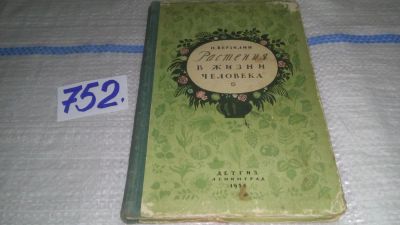 752.
Н. ВЕРЗИЛИН
Растения
В ЖИЗНИ
ЧЕЛОВЕКА
ДЕТГИЗ
ЛЕНИНГРАД